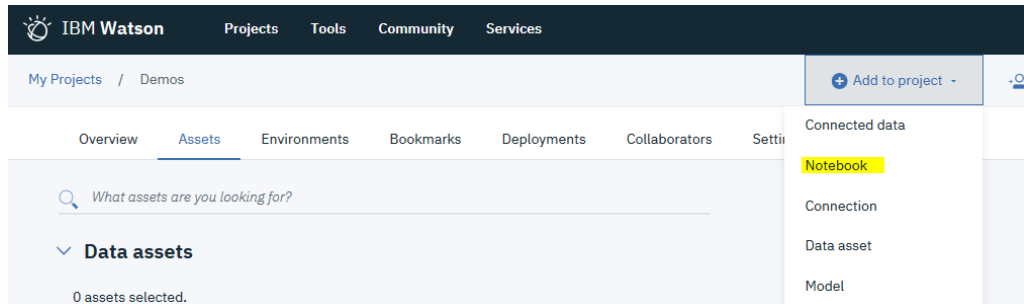 IBM Watson Projects Tools Community Services
My Projects / Demos Add to project
Overview Assets Environments Bookmarks Deployments Collaborators
Connected data
Notebook
What assets are you looking for?
Connection
Data assets
Data asset
Model
0 assets selected.